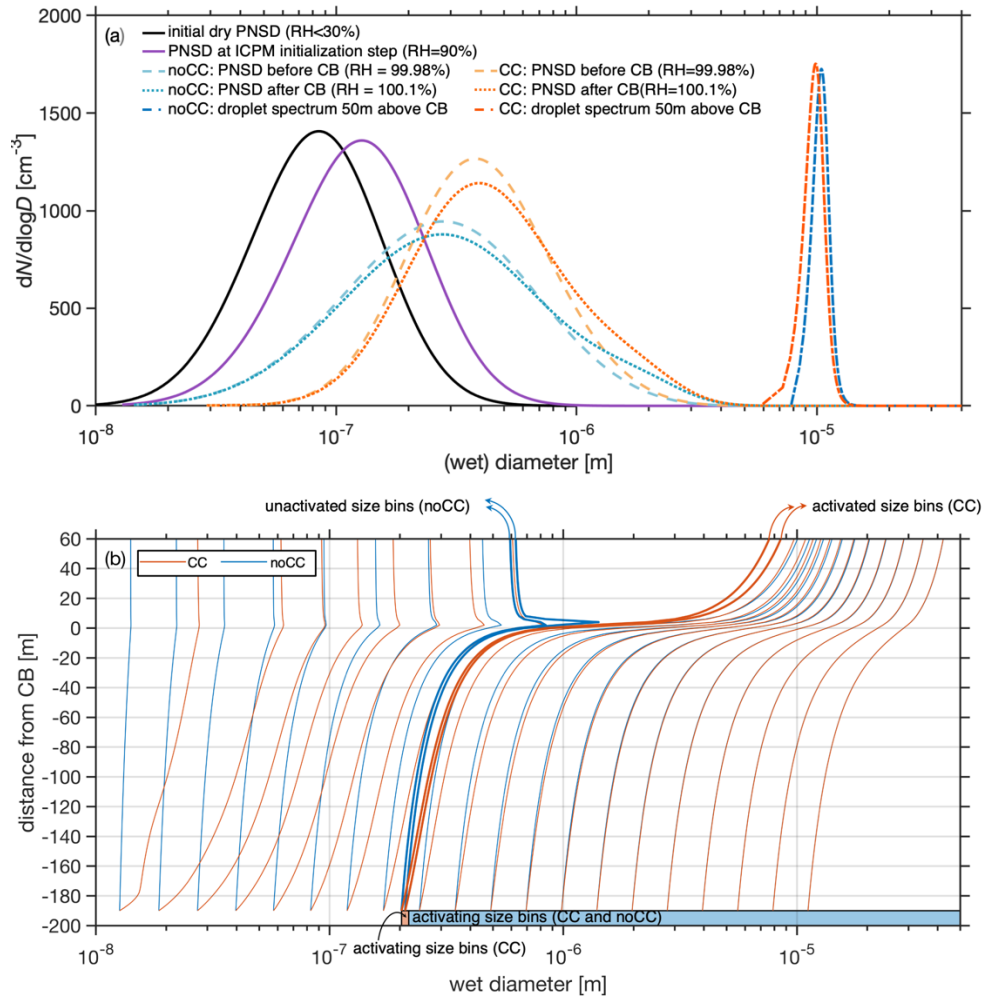 2000
(a)
initial dry PNSD (RH<30%)
PNSD at ICPM initialization step (RH=90%)
noCC: PNSD before CB (RH = 99.98%)
CC: PNSD before CB (RH=99.98%)
noCC: PNSD after CB (RH = 100.1%)
CC: PNSD after CB(RH=100.1%)
noCC: droplet spectrum 50m above CB
CC: droplet spectrum 50m above CB
1500
1000
500
0
dN/dlogD [cm⁻³]
10⁻⁸
10⁻⁷
10⁻⁶
10⁻⁵
(wet) diameter [m]
unactivated size bins (noCC)
activated size bins (CC)
60
(b)
CC
noCC
40
20
0
-20
-40
-60
-80
-100
-120
-140
-160
-180
-200
distance from CB [m]
activating size bins (CC and noCC)
activating size bins (CC)
10⁻⁸
10⁻⁷
10⁻⁶
10⁻⁵
wet diameter [m]